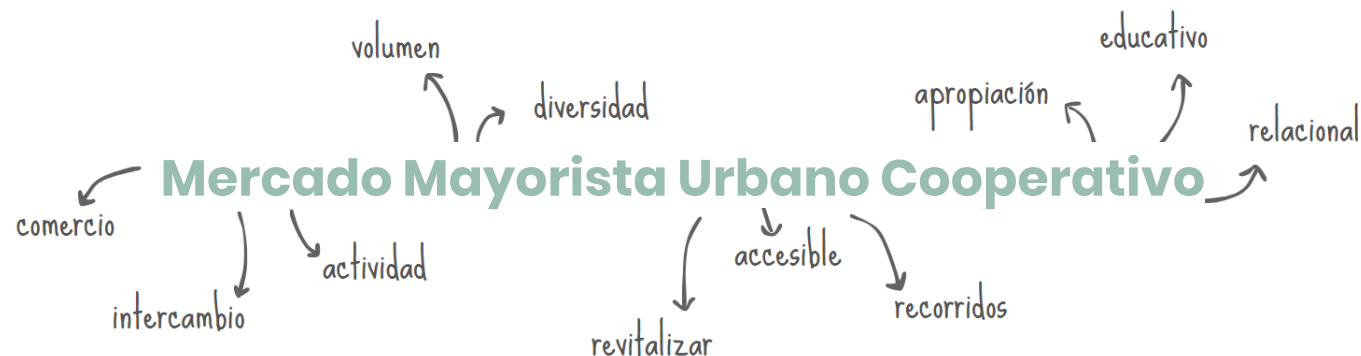 volumen
diversidad
educativo
apropiación
relacional
Mercado Mayorista Urbano Cooperativo
comercio
intercambio
actividad
revitalizar
accesible
recorridos